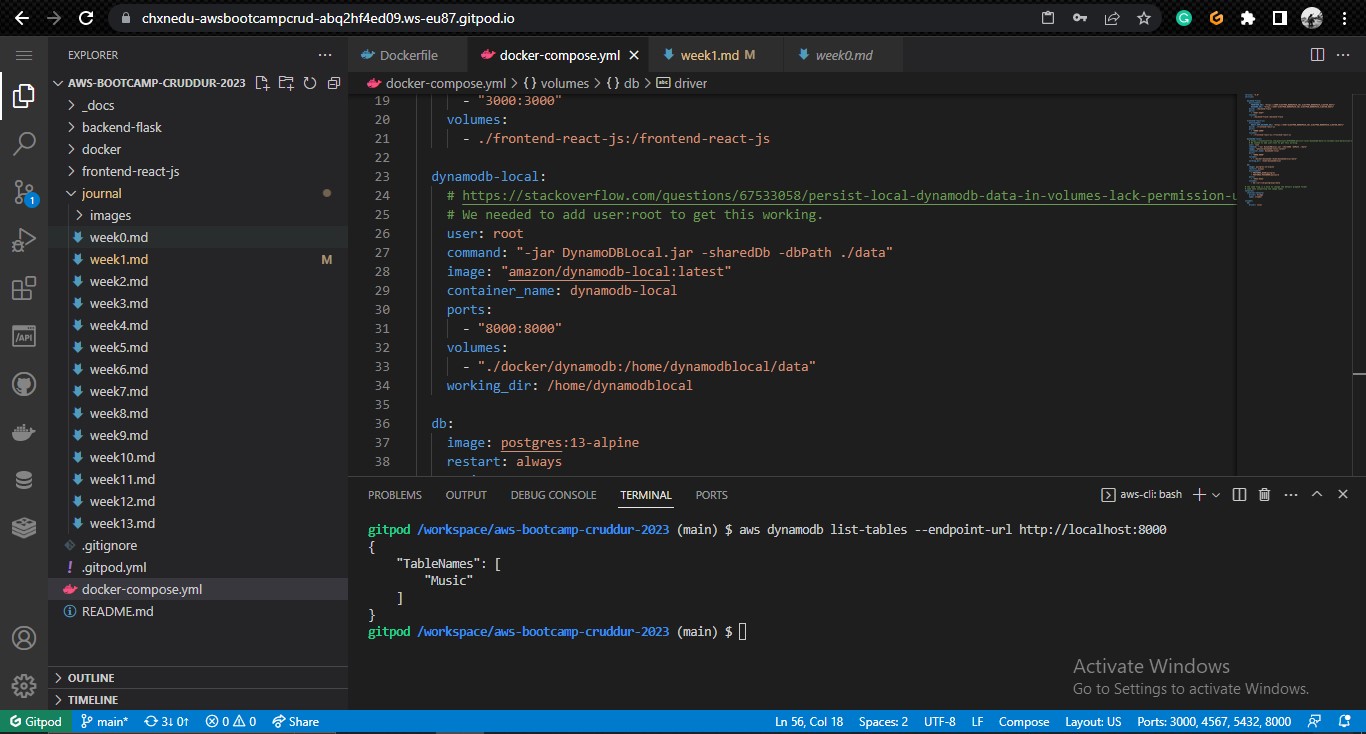 chxnedu-awsbootcampcrud-abq2hf4ed09.ws-eu87.gitpod.io
EXPLORER
AWS-BOOTCAMP-CRUDDUR-2023
_docs
backend-flask
docker
frontend-react-js
journal
images
week0.md
week1.md M
week2.md
week3.md
week4.md
week5.md
week6.md
week7.md
week8.md
week9.md
week10.md
week11.md
week12.md
week13.md
.gitignore
! .gitpod.yml
docker-compose.yml
README.md
OUTLINE
TIMELINE
/API
1
Dockerfile docker-compose.yml week1.md M week0.md
docker-compose.yml > {} volumes > {} db > abc driver
19 - "3000:3000"
20 volumes:
21 - ./frontend-react-js:/frontend-react-js
22
23 dynamodb-local:
24 # https://stackoverflow.com/questions/67533058/persist-local-dynamodb-data-in-volumes-lack-permission-u
25 # We needed to add user:root to get this working.
26 user: root
27 command: "-jar DynamoDBLocal.jar -sharedDb -dbPath ./data"
28 image: "amazon/dynamodb-local:latest"
29 container_name: dynamodb-local
30 ports:
31 - "8000:8000"
32 volumes:
33 - "./docker/dynamodb:/home/dynamodblocal/data"
34 working_dir: /home/dynamodblocal
35
36 db:
37 image: postgres:13-alpine
38 restart: always
PROBLEMS OUTPUT DEBUG CONSOLE TERMINAL PORTS
aws-cli: bash
gitpod /workspace/aws-bootcamp-cruddur-2023 (main) $ aws dynamodb list-tables --endpoint-url http://localhost:8000
{
"TableNames": [
"Music"
]
}
gitpod /workspace/aws-bootcamp-cruddur-2023 (main) $
Activate Windows
Go to Settings to activate Windows.
Gitpod main* 3↓ 0↑ 0 0 Share Ln 56, Col 18 Spaces: 2 UTF-8 LF Compose Layout: US Ports: 3000, 4567, 5432, 8000